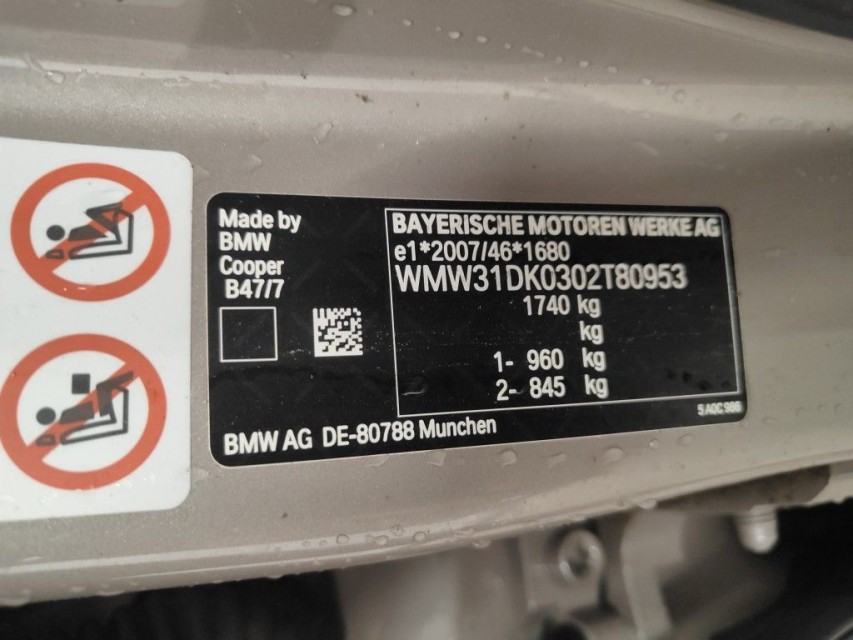 Made by
BMW
Cooper
B47/7
BAYERISCHE MOTOREN WERKE AG
e1*2007/46*1680
WMW31DK0302T80953
1740 kg
kg
1- 960 kg
2- 845 kg
5A0C986
BMW AG DE-80788 Munchen